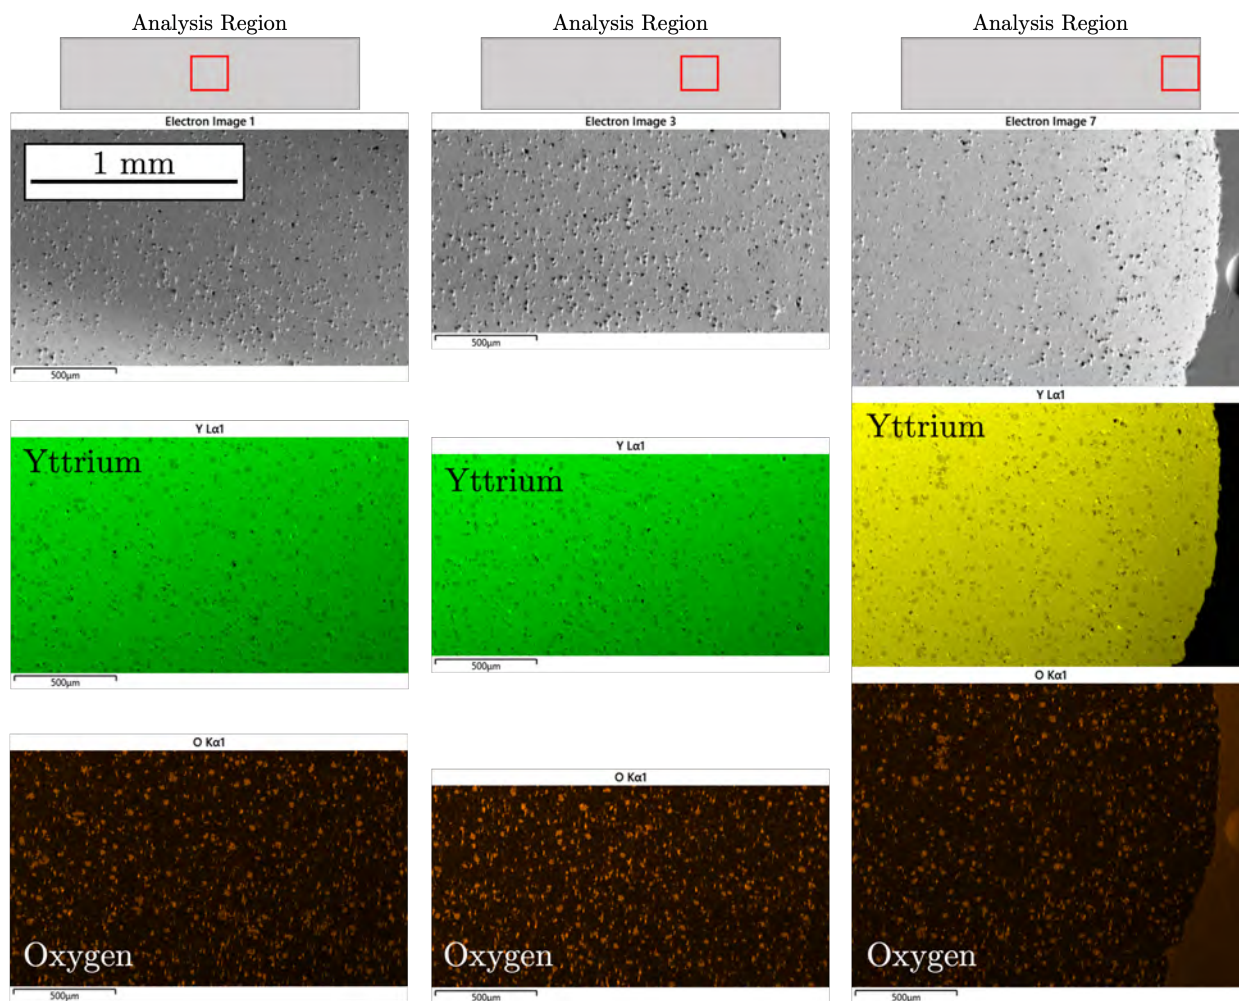 Analysis Region
Analysis Region
Analysis Region
Electron Image 1
Electron Image 3
Electron Image 7
1 mm
500μm
500μm
Y Lα1
Y Lα1
Y Lα1
Yttrium
Yttrium
Yttrium
500μm
500μm
O Kα1
O Kα1
O Kα1
Oxygen
Oxygen
Oxygen
500μm
500μm
500μm